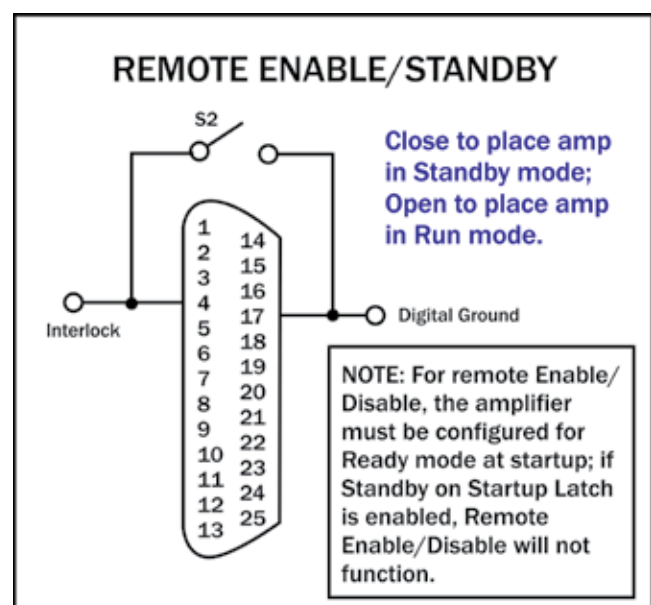 REMOTE ENABLE/STANDBY
S2
Close to place amp
in Standby mode;
Open to place amp
in Run mode.
1
2
3
4
5
6
7
8
9
10
11
12
13
14
15
16
17
18
19
20
21
22
23
24
25
Interlock
Digital Ground
NOTE: For remote Enable/
Disable, the amplifier
must be configured for
Ready mode at startup; if
Standby on Startup Latch
is enabled, Remote
Enable/Disable will not
function.